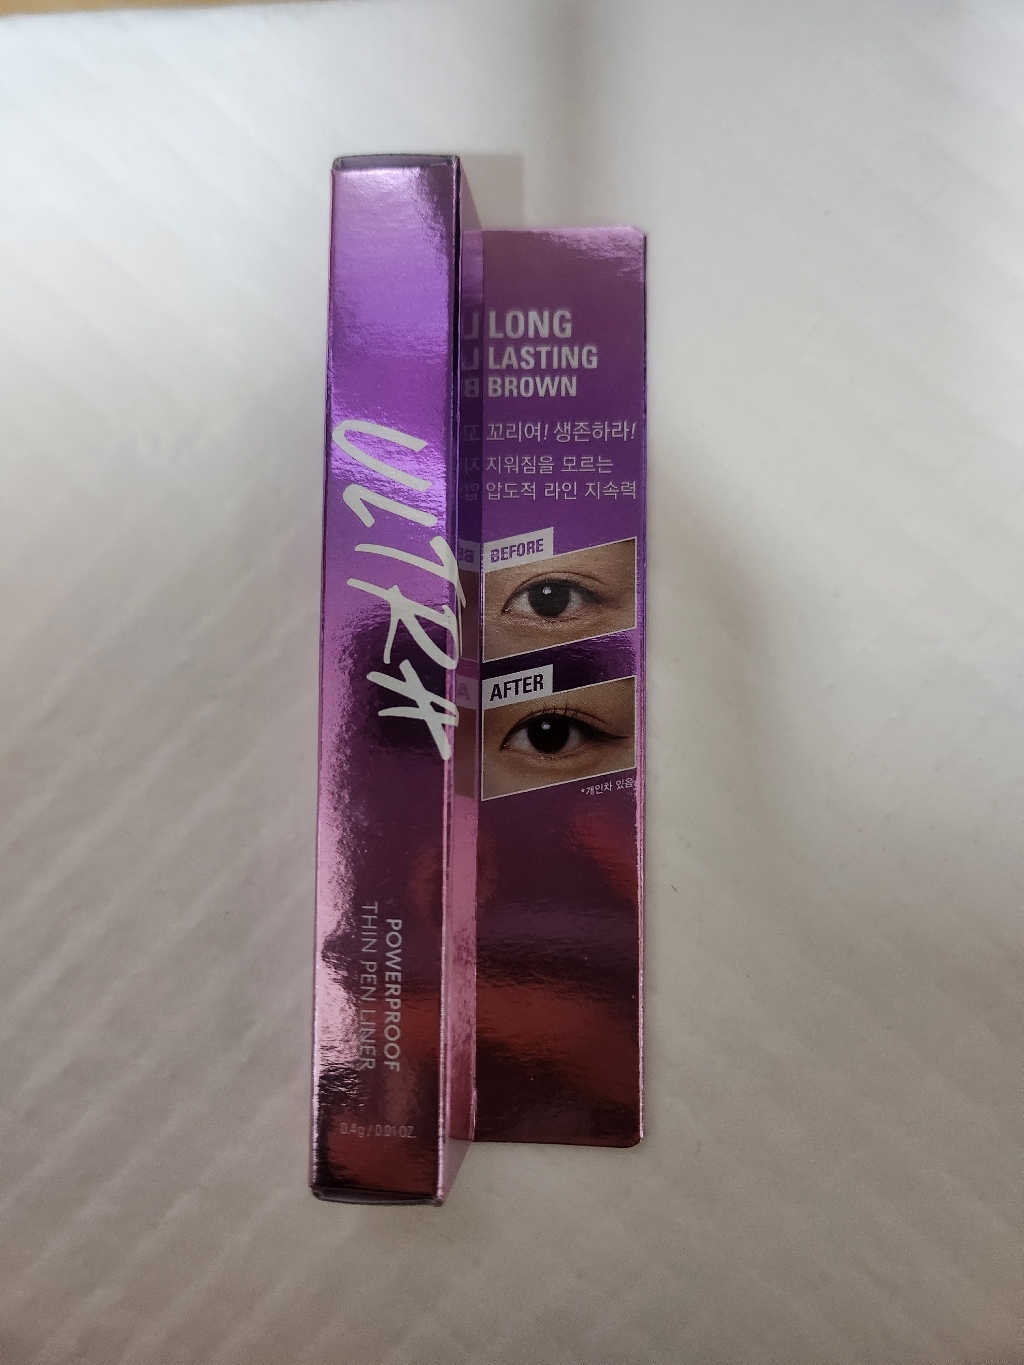 ULTRA
POWERPROOF
THIN PEN LINER
0.4g / 0.01 OZ.
LONG
LASTING
BROWN
꼬리여! 생존하라!
지워짐을 모르는
압도적 라인 지속력
BEFORE
AFTER
*개인차 있음